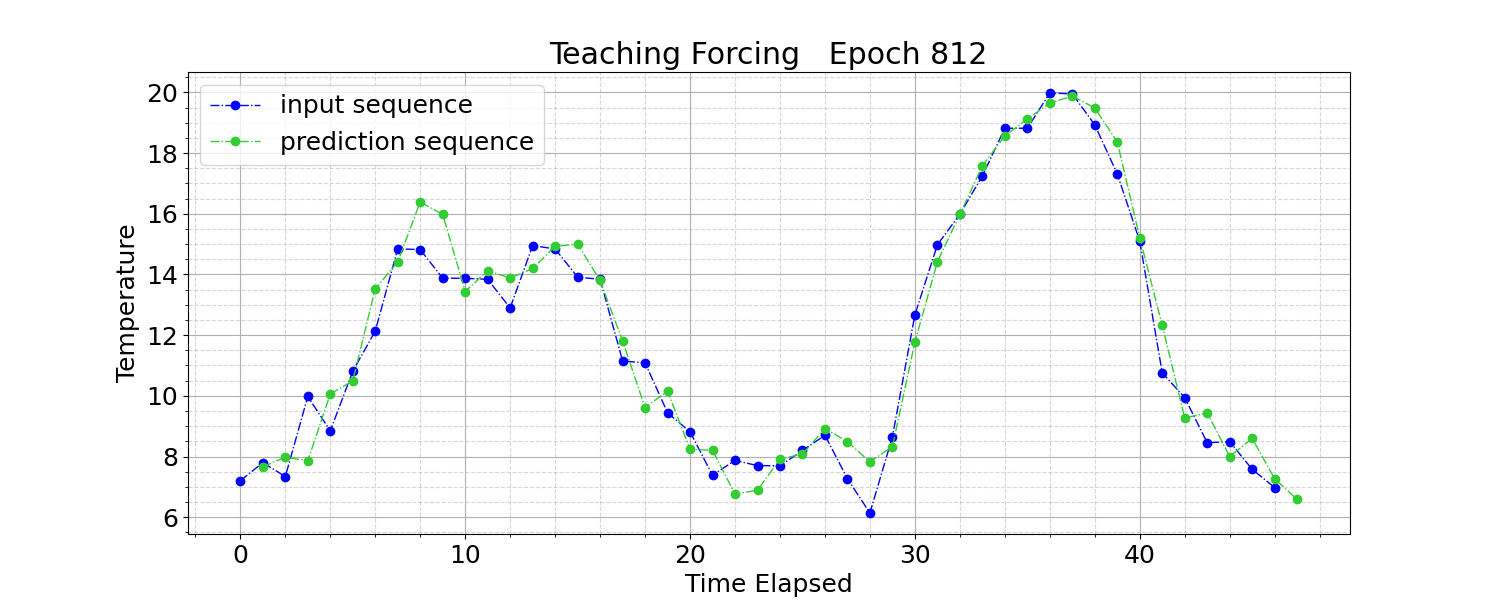 Teaching Forcing   Epoch 812
input sequence
prediction sequence
Temperature
20
18
16
14
12
10
8
6
0 10 20 30 40
Time Elapsed